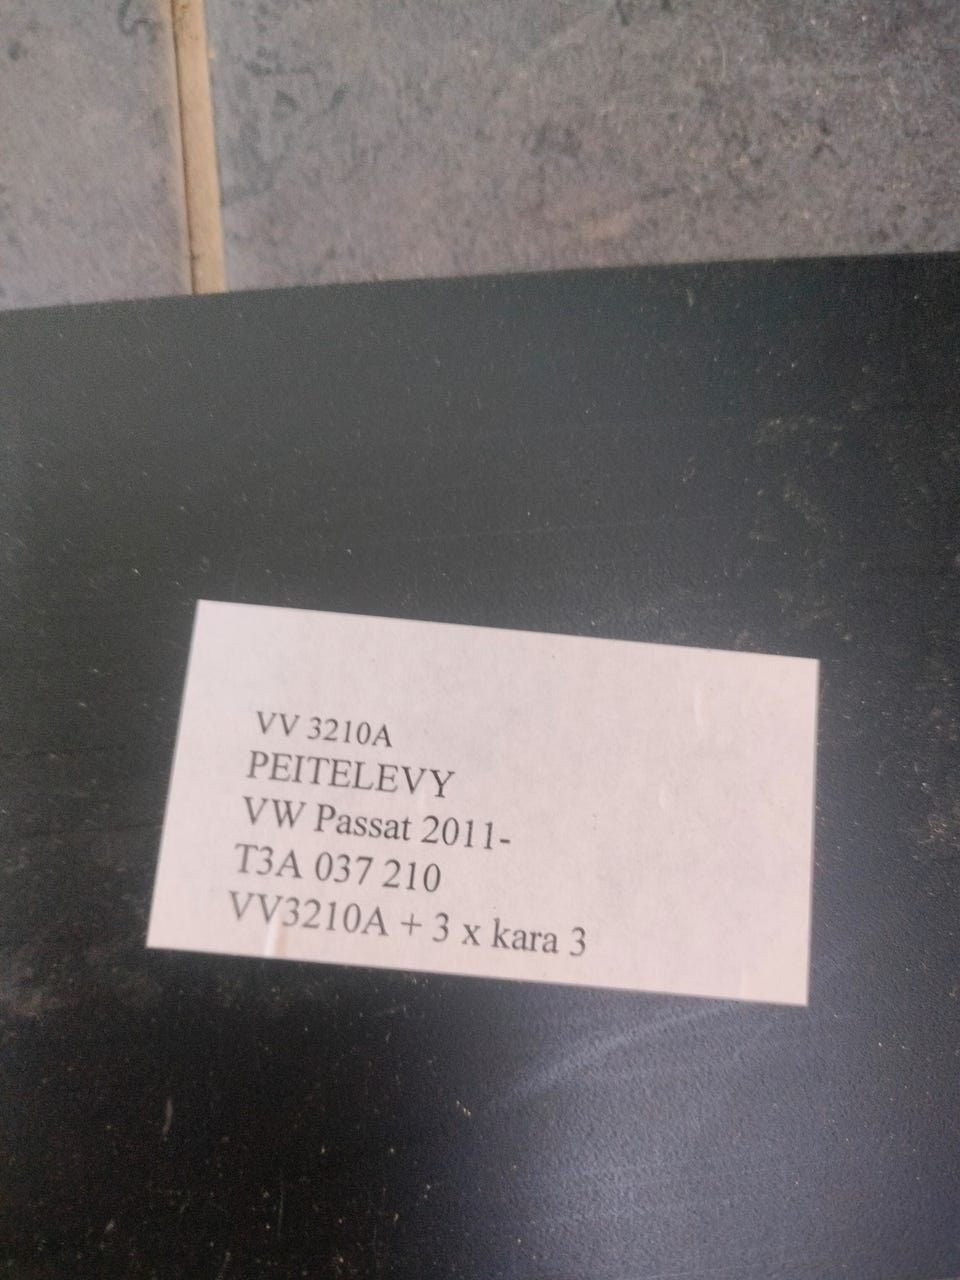 VV 3210A
PEITELEVY
VW Passat 2011-
T3A 037 210
VV3210A + 3 x kara 3